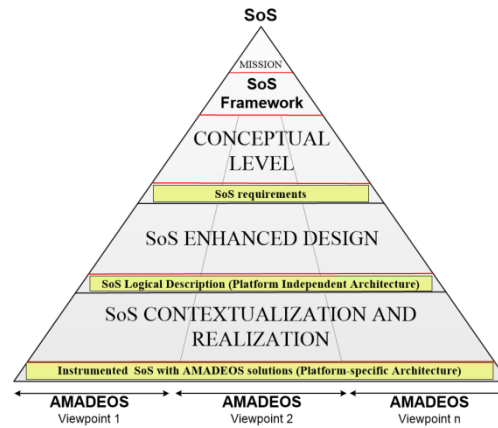 SoS
MISSION
SoS
Framework
CONCEPTUAL
LEVEL
SoS requirements
SoS ENHANCED DESIGN
SoS Logical Description (Platform Independent Architecture)
SoS CONTEXTUALIZATION AND
REALIZATION
Instrumented SoS with AMADEOS solutions (Platform-specific Architecture)
AMADEOS AMADEOS AMADEOS
Viewpoint 1 Viewpoint 2 Viewpoint n